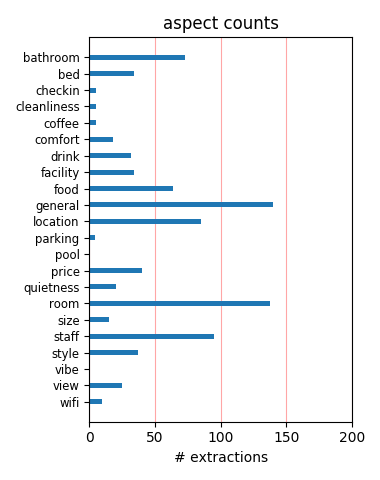 aspect counts
bathroom
bed
checkin
cleanliness
coffee
comfort
drink
facility
food
general
location
parking
pool
price
quietness
room
size
staff
style
vibe
view
wifi
0 50 100 150 200
# extractions